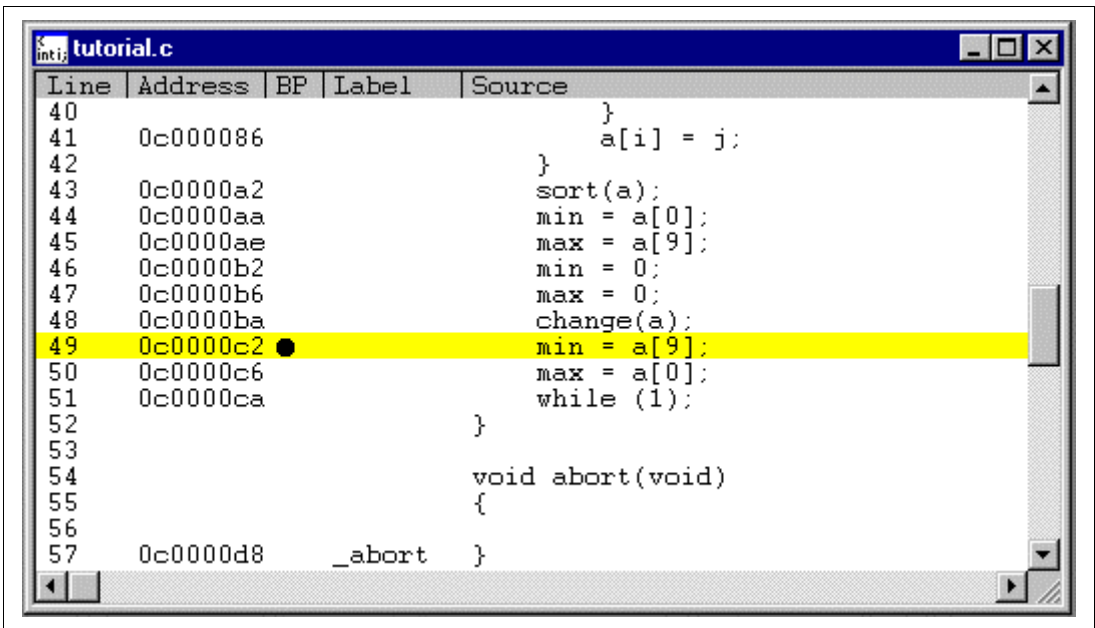 tutorial.c
Line Address BP Label Source
40 }
41 0c000086 a[i] = j;
42 }
43 0c0000a2 sort(a);
44 0c0000aa min = a[0];
45 0c0000ae max = a[9];
46 0c0000b2 min = 0;
47 0c0000b6 max = 0;
48 0c0000ba change(a);
49 0c0000c2 ● min = a[9];
50 0c0000c6 max = a[0];
51 0c0000ca while (1);
52 }
53
54 void abort(void)
55 {
56
57 0c0000d8 _abort }